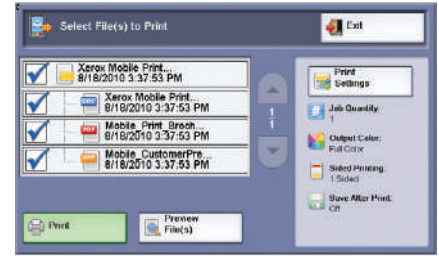 Select File(s) to Print
Exit
Xerox Mobile Print...
8/18/2010 3:37:53 PM
Xerox Mobile Print...
8/18/2010 3:37:53 PM
Mobile_Print_Broch...
8/18/2010 3:37:53 PM
Mobile_CustomerPre...
8/18/2010 3:37:53 PM
1
1
Print
Settings
Job Quantity:
1
Output Color:
Full Color
Sided Printing:
1 Sided
Save After Print:
Off
Print
Preview
File(s)